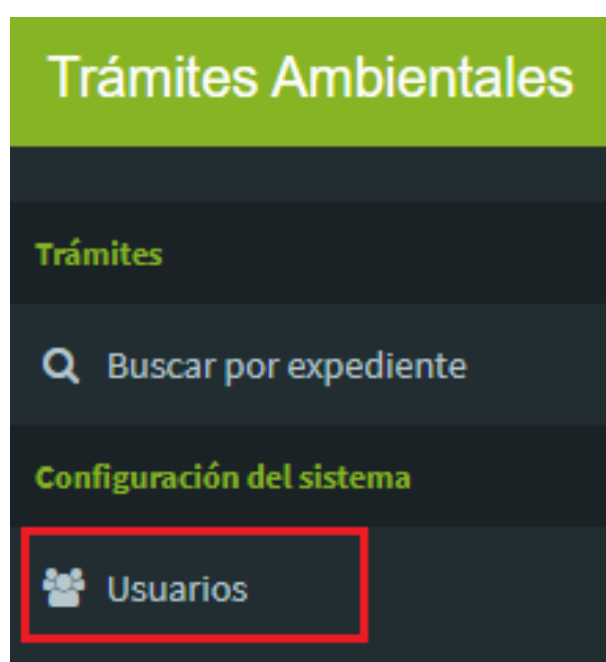 Trámites Ambientales
Trámites
Buscar por expediente
Configuración del sistema
Usuarios